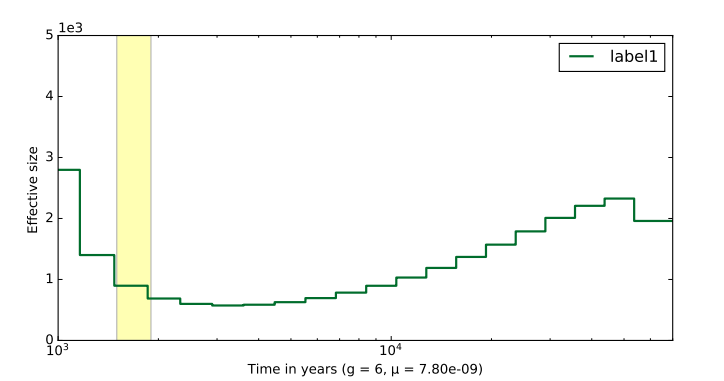 1e3
label1
5
4
3
2
1
0
Effective size
10³ 10⁴
Time in years (g = 6, μ = 7.80e-09)